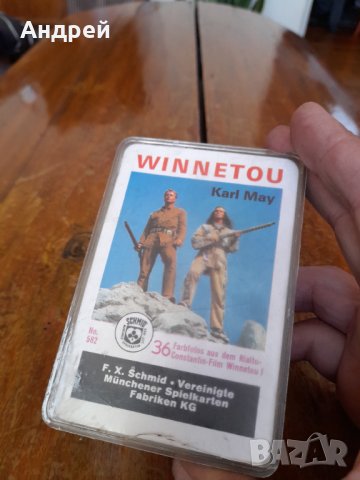 Андрей
WINNETOU
Karl May
SCHMID
No.
582
36 Farbfotos aus dem Rialto-
Constantin-Film Winnetou I
F. X. Schmid • Vereinigte
Münchener Spielkarten
Fabriken KG
BAZAR